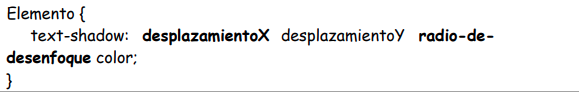 Elemento {
text-shadow: desplazamientoX desplazamientoY radio-de-
desenfoque color;
}